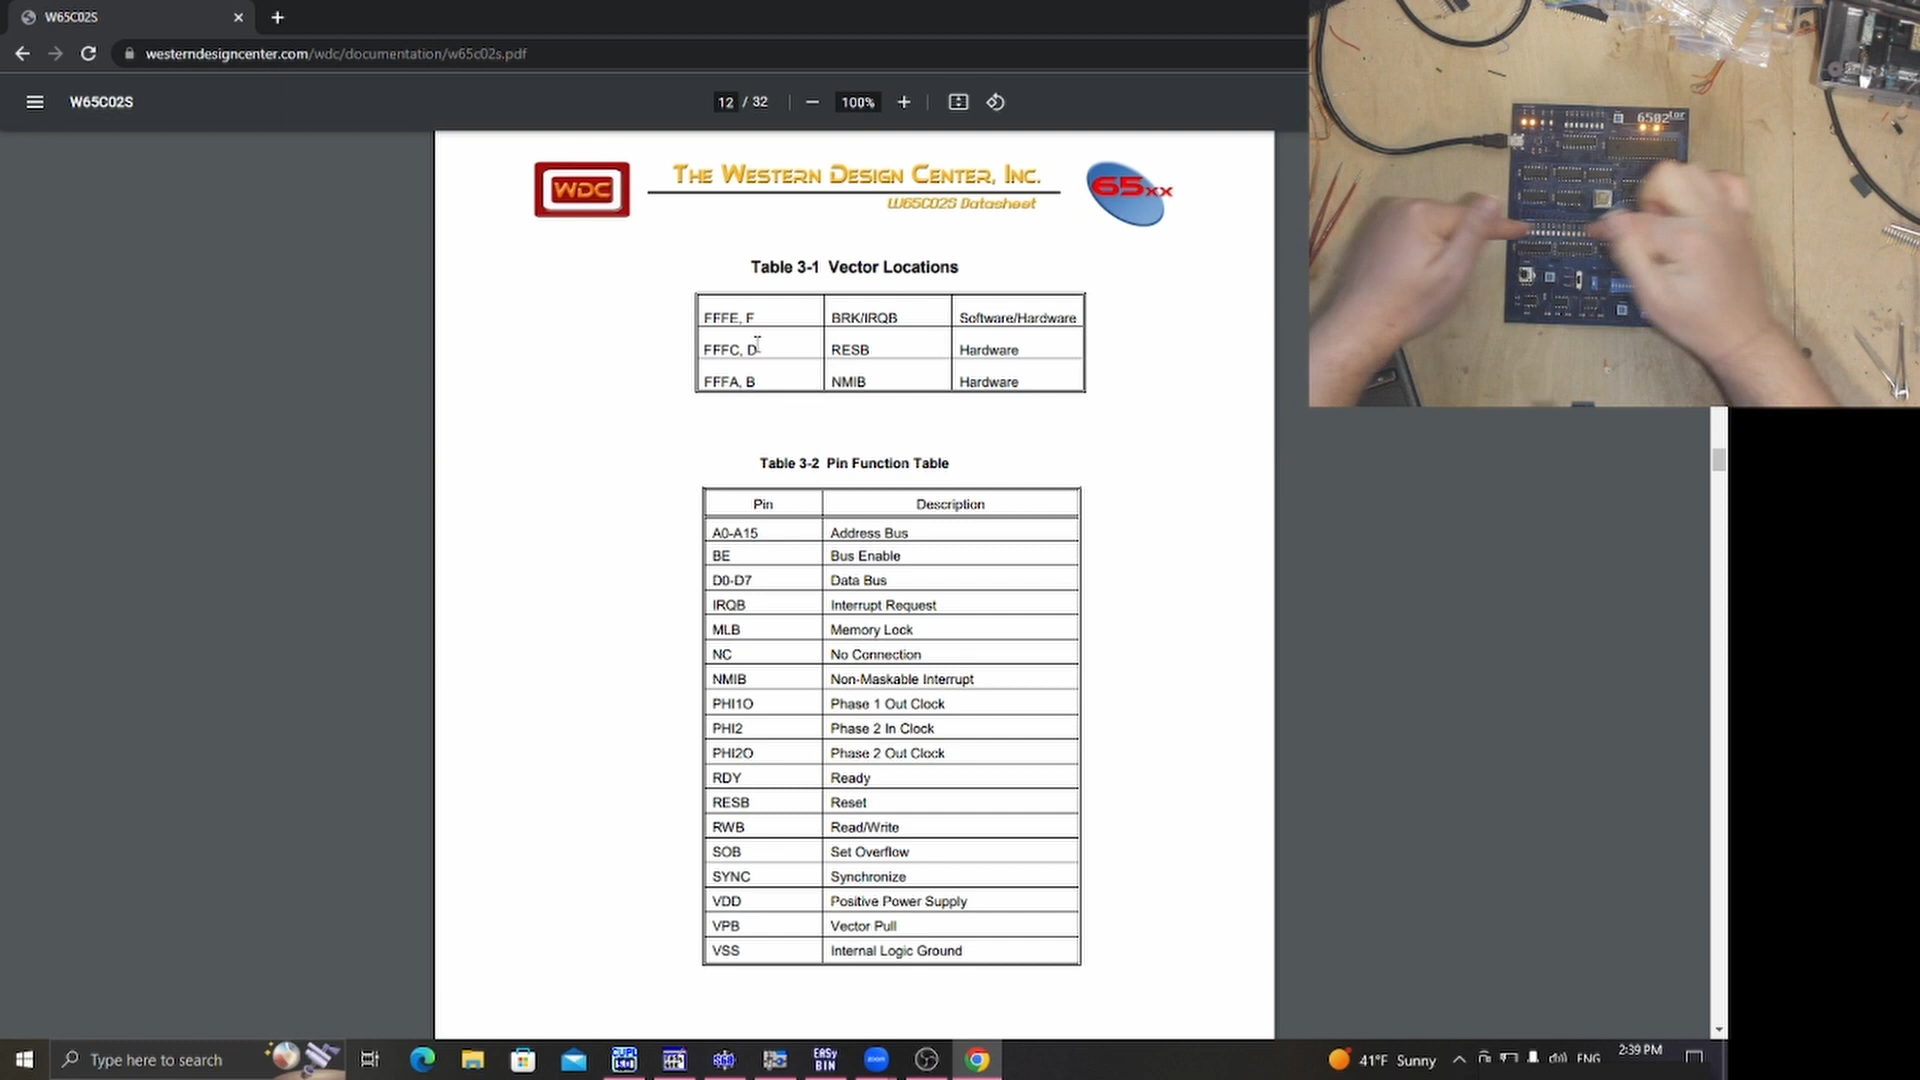 W65C02S
westerndesigncenter.com/wdc/documentation/w65c02s.pdf
W65C02S
12 / 32
100%
WDC
THE WESTERN DESIGN CENTER, INC.
W65C02S Datasheet
65xx
6502tor
Table 3-1 Vector Locations
FFFE, F BRK/IRQB Software/Hardware
FFFC, D RESB Hardware
FFFA, B NMIB Hardware
Table 3-2 Pin Function Table
Pin Description
A0-A15 Address Bus
BE Bus Enable
D0-D7 Data Bus
IRQB Interrupt Request
MLB Memory Lock
NC No Connection
NMIB Non-Maskable Interrupt
PHI1O Phase 1 Out Clock
PHI2 Phase 2 In Clock
PHI2O Phase 2 Out Clock
RDY Ready
RESB Reset
RWB Read/Write
SOB Set Overflow
SYNC Synchronize
VDD Positive Power Supply
VPB Vector Pull
VSS Internal Logic Ground
Type here to search
CUPL
EASy
BIN
zoom
41°F Sunny
ENG
2:39 PM